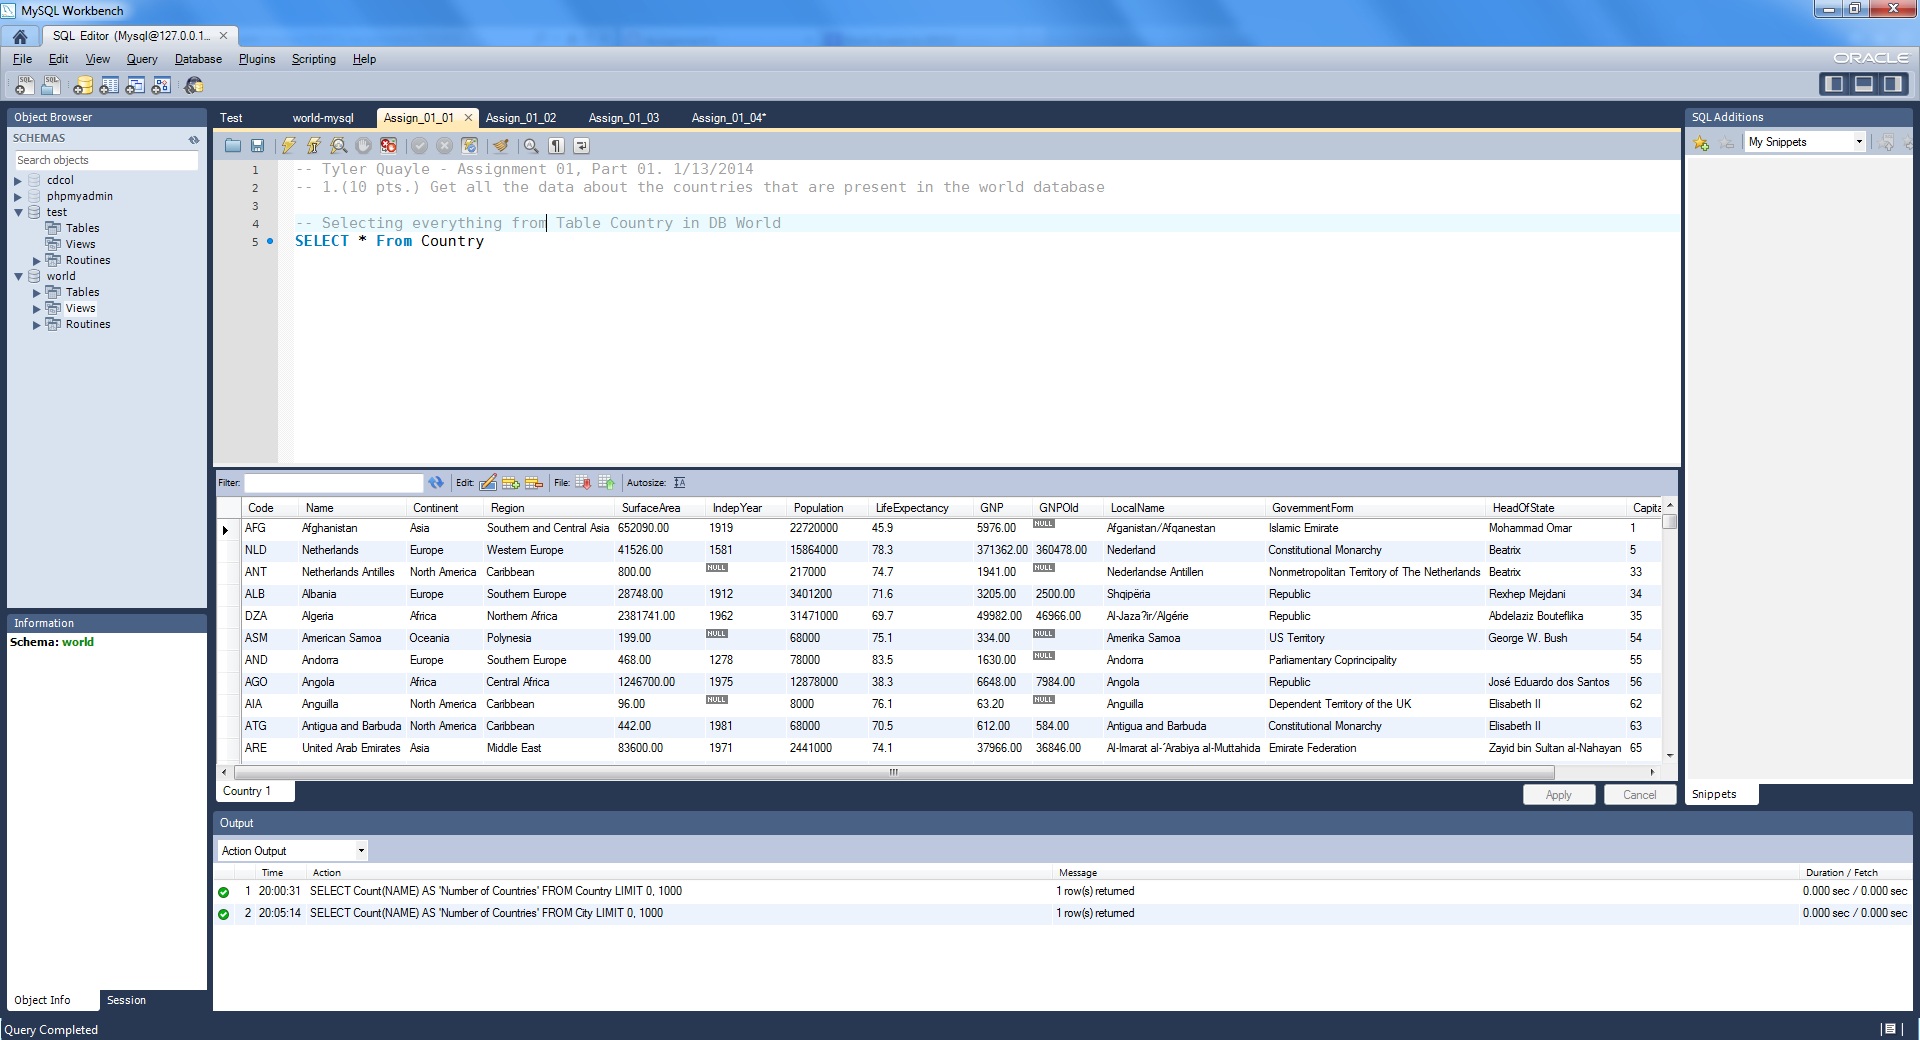 MySQL Workbench
SQL Editor (Mysql@127.0.0.1...
File Edit View Query Database Plugins Scripting Help
ORACLE
Object Browser
SCHEMAS
Search objects
cdcol
phpmyadmin
test
Tables
Views
Routines
world
Tables
Views
Routines
Information
Schema: world
Object Info Session
Test world-mysql Assign_01_01 Assign_01_02 Assign_01_03 Assign_01_04*
1 -- Tyler Quayle - Assignment 01, Part 01. 1/13/2014
2 -- 1.(10 pts.) Get all the data about the countries that are present in the world database
3
4 -- Selecting everything from Table Country in DB World
5 SELECT * From Country
Filter: Edit: File: Autosize:
Code Name Continent Region SurfaceArea IndepYear Population LifeExpectancy GNP GNPOld LocalName GovernmentForm HeadOfState Capita
AFG Afghanistan Asia Southern and Central Asia 652090.00 1919 22720000 45.9 5976.00 NULL Afganistan/Afqanestan Islamic Emirate Mohammad Omar 1
NLD Netherlands Europe Western Europe 41526.00 1581 15864000 78.3 371362.00 360478.00 Nederland Constitutional Monarchy Beatrix 5
ANT Netherlands Antilles North America Caribbean 800.00 NULL 217000 74.7 1941.00 NULL Nederlandse Antillen Nonmetropolitan Territory of The Netherlands Beatrix 33
ALB Albania Europe Southern Europe 28748.00 1912 3401200 71.6 3205.00 2500.00 Shqipëria Republic Rexhep Mejdani 34
DZA Algeria Africa Northern Africa 2381741.00 1962 31471000 69.7 49982.00 46966.00 Al-Jaza?ir/Algérie Republic Abdelaziz Bouteflika 35
ASM American Samoa Oceania Polynesia 199.00 NULL 68000 75.1 334.00 NULL Amerika Samoa US Territory George W. Bush 54
AND Andorra Europe Southern Europe 468.00 1278 78000 83.5 1630.00 NULL Andorra Parliamentary Coprincipality 55
AGO Angola Africa Central Africa 1246700.00 1975 12878000 38.3 6648.00 7984.00 Angola Republic José Eduardo dos Santos 56
AIA Anguilla North America Caribbean 96.00 NULL 8000 76.1 63.20 NULL Anguilla Dependent Territory of the UK Elisabeth II 62
ATG Antigua and Barbuda North America Caribbean 442.00 1981 68000 70.5 612.00 584.00 Antigua and Barbuda Constitutional Monarchy Elisabeth II 63
ARE United Arab Emirates Asia Middle East 83600.00 1971 2441000 74.1 37966.00 36846.00 Al-Imarat al-´Arabiya al-Muttahida Emirate Federation Zayid bin Sultan al-Nahayan 65
Country 1
Apply Cancel
SQL Additions
My Snippets
Snippets
Output
Action Output
Time Action Message Duration / Fetch
1 20:00:31 SELECT Count(NAME) AS 'Number of Countries' FROM Country LIMIT 0, 1000 1 row(s) returned 0.000 sec / 0.000 sec
2 20:05:14 SELECT Count(NAME) AS 'Number of Countries' FROM City LIMIT 0, 1000 1 row(s) returned 0.000 sec / 0.000 sec
Query Completed